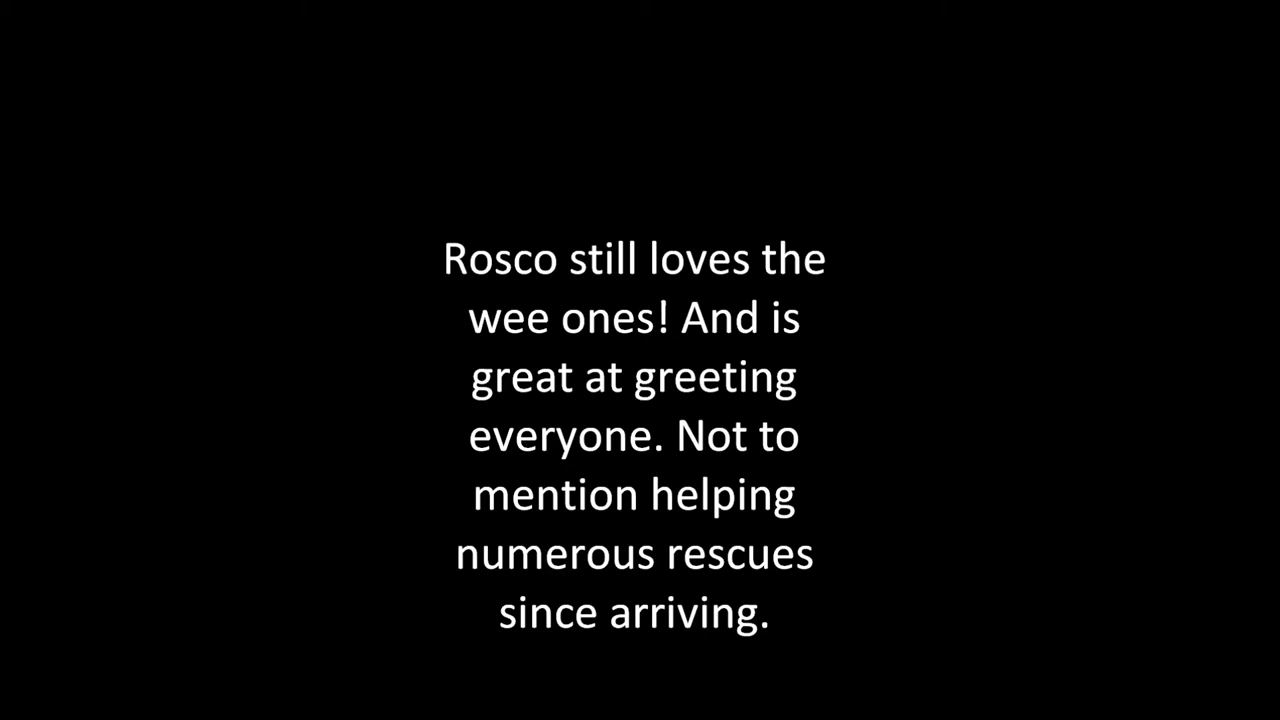 Rosco still loves the
wee ones! And is
great at greeting
everyone. Not to
mention helping
numerous rescues
since arriving.